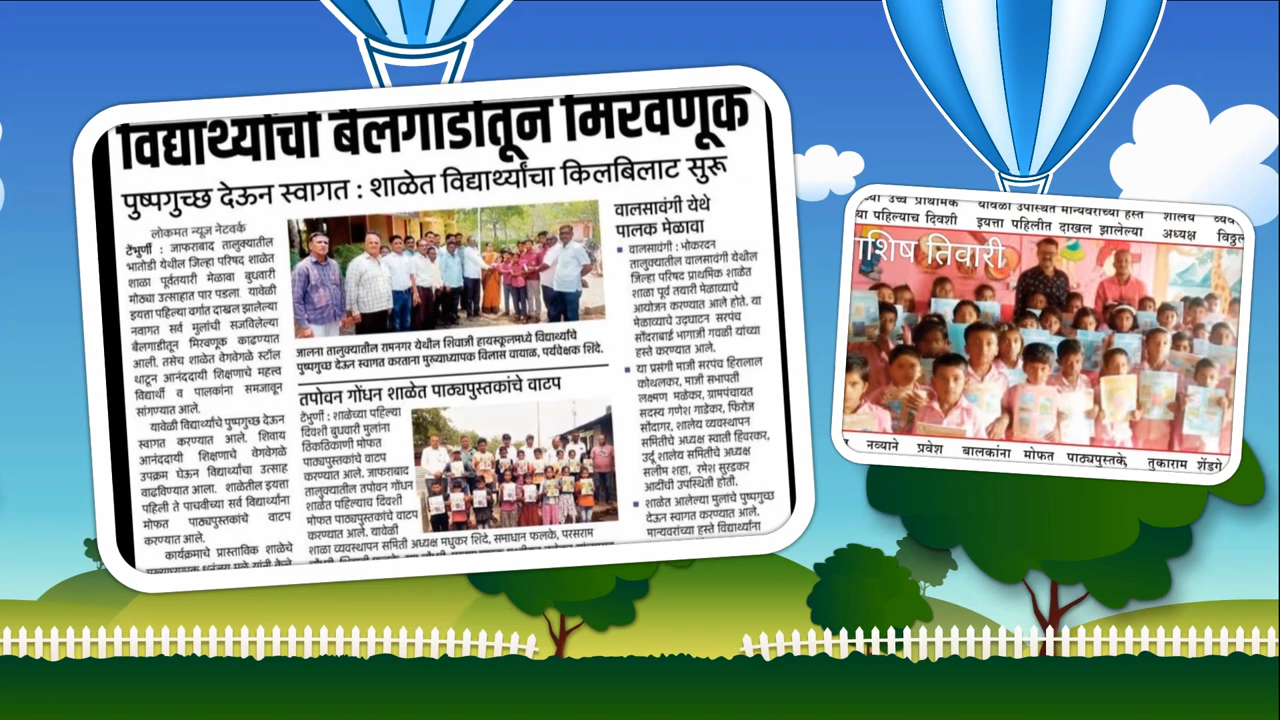 विद्यार्थ्यांची बैलगाडीतून मिरवणूक
पुष्पगुच्छ देऊन स्वागत : शाळेत विद्यार्थ्यांचा किलबिलाट सुरू
लोकमत न्यूज नेटवर्क
टेंभुर्णी : जाफराबाद तालुक्यातील
भातोडी येथील जिल्हा परिषद शाळेत
शाळा पूर्वतयारी मेळावा बुधवारी
मोठ्या उत्साहात पार पडला. यावेळी
इयत्ता पहिल्या वर्गात दाखल झालेल्या
नवागत सर्व मुलांची सजविलेल्या
बैलगाडीतून मिरवणूक काढण्यात
आली. तसेच शाळेत वेगवेगळे स्टॉल
थाटून आनंददायी शिक्षणाचे महत्त्व
विद्यार्थी व पालकांना समजावून
सांगण्यात आले.
यावेळी विद्यार्थ्यांचे पुष्पगुच्छ देऊन
स्वागत करण्यात आले. शिवाय
आनंददायी शिक्षणाचे वेगवेगळे
उपक्रम घेऊन विद्यार्थ्यांचा उत्साह
वाढविण्यात आला. शाळेतील इयत्ता
पहिली ते पाचवीच्या सर्व विद्यार्थ्यांना
मोफत पाठ्यपुस्तकांचे वाटप
करण्यात आले.
कार्यक्रमाचे प्रास्ताविक शाळेचे
जालना तालुक्यातील रामनगर येथील शिवाजी हायस्कूलमध्ये विद्यार्थ्यांचे
पुष्पगुच्छ देऊन स्वागत करताना मुख्याध्यापक विलास वायाळ, पर्यवेक्षक शिंदे.
तपोवन गोंधन शाळेत पाठ्यपुस्तकांचे वाटप
टेंभुर्णी : शाळेच्या पहिल्या
दिवशी बुधवारी मुलांना
ठिकठिकाणी मोफत
पाठ्यपुस्तकांचे वाटप
करण्यात आले. जाफराबाद
तालुक्यातील तपोवन गोंधन
शाळेत पहिल्याच दिवशी
मोफत पाठ्यपुस्तकांचे वाटप
करण्यात आले. यावेळी
शाळा व्यवस्थापन समिती अध्यक्ष मधुकर शिंदे, समाधान फलके, परसराम
वालसावंगी येथे
पालक मेळावा
वालसावंगी : भोकरदन
तालुक्यातील वालसावंगी येथील
जिल्हा परिषद प्राथमिक शाळेत
शाळा पूर्व तयारी मेळाव्याचे
आयोजन करण्यात आले होते. या
मेळाव्याचे उद्घाटन सरपंच
सौंदराबाई भागाजी गवळी यांच्या
हस्ते करण्यात आले.
या प्रसंगी माजी सरपंच हिरालाल
कोथलकर, माजी सभापती
लक्ष्मण मळेकर, ग्रामपंचायत
सदस्य गणेश गाडेकर, फिरोज
सौदागर, शालेय व्यवस्थापन
समितीचे अध्यक्ष स्वाती हिवरकर,
उर्दू शालेय समितीचे अध्यक्ष
सलीम शहा, रमेश सुरडकर
आदींची उपस्थिती होती.
शाळेत आलेल्या मुलांचे पुष्पगुच्छ
देऊन स्वागत करण्यात आले.
मान्यवरांच्या हस्ते विद्यार्थ्यांना
उच्च प्राथमिक यावेळी उपस्थित मान्यवरांच्या हस्ते शालेय
पहिल्याच दिवशी इयत्ता पहिलीत दाखल झालेल्या अध्यक्ष
ाशिष तिवारी
नव्याने प्रवेश बालकांना मोफत पाठ्यपुस्तके, तुकाराम शेंडगे